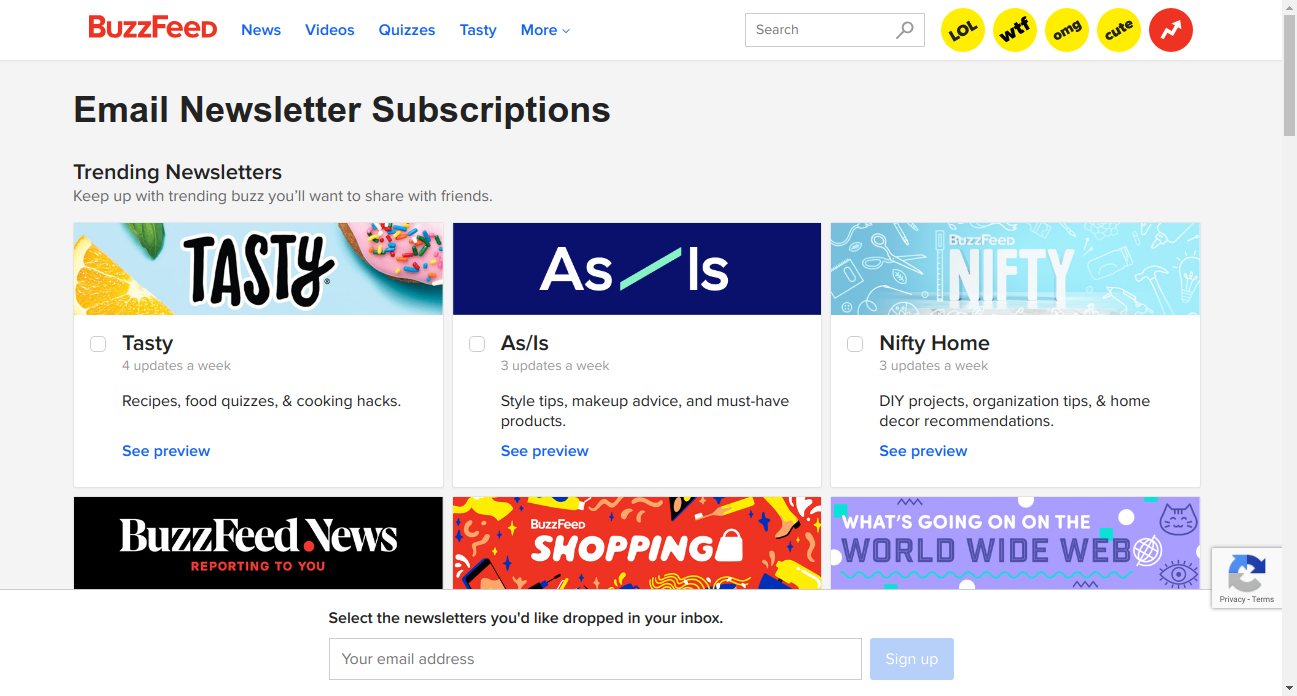 BuzzFeed News Videos Quizzes Tasty More Search LOL wtf omg cute
Email Newsletter Subscriptions
Trending Newsletters
Keep up with trending buzz you’ll want to share with friends.
TASTY®
Tasty
4 updates a week
Recipes, food quizzes, & cooking hacks.
See preview
As/Is
As/Is
3 updates a week
Style tips, makeup advice, and must-have
products.
See preview
BuzzFeed
NIFTY
Nifty Home
3 updates a week
DIY projects, organization tips, & home
decor recommendations.
See preview
BuzzFeed News
REPORTING TO YOU
BuzzFeed
SHOPPING
WHAT'S GOING ON ON THE
WORLD WIDE WEB
Privacy - Terms
Select the newsletters you'd like dropped in your inbox.
Your email address
Sign up